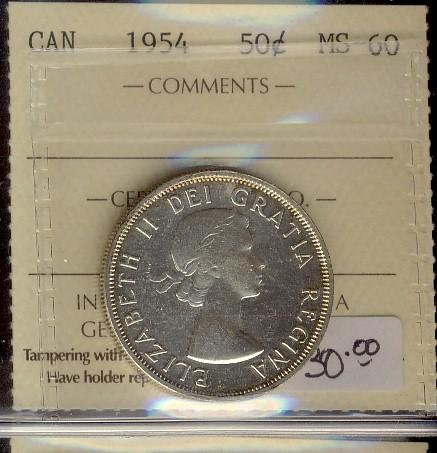 CAN 1954 50¢ MS-60
— COMMENTS —
— CE O. —
ELIZABETH II DEI GRATIA REGINA
IN A
GE
Tampering with
Have holder rep
30.00